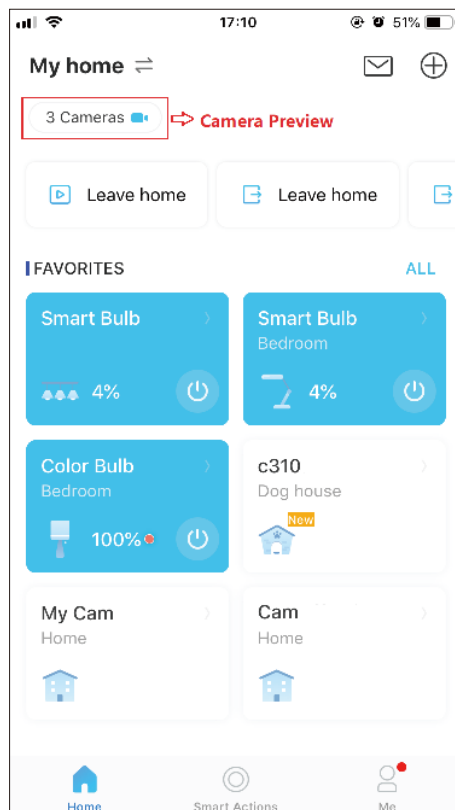 17:10
51%
My home
3 Cameras
Camera Preview
Leave home
Leave home
FAVORITES
ALL
Smart Bulb
4%
Smart Bulb
Bedroom
4%
Color Bulb
Bedroom
100%
c310
Dog house
New
My Cam
Home
Cam
Home
Home
Smart Actions
Me